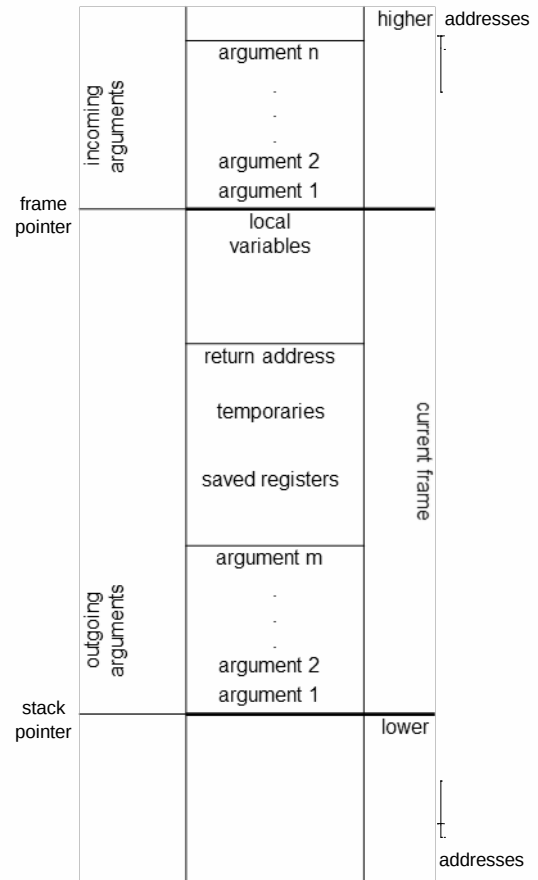 higher addresses
argument n
.
.
.
incoming
arguments
argument 2
argument 1
frame
pointer
local
variables
return address
temporaries
saved registers
current frame
argument m
.
.
.
outgoing
arguments
argument 2
argument 1
stack
pointer
lower
addresses